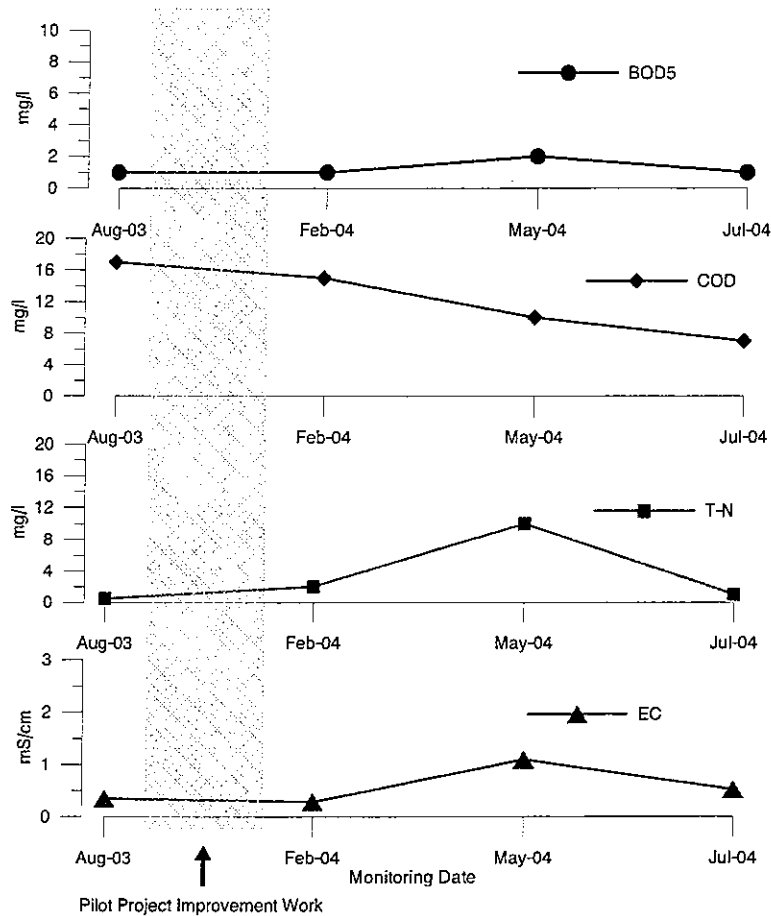 10
8
6
4
2
0
mg/l
BOD5
Aug-03 Feb-04 May-04 Jul-04
20
16
12
8
4
0
mg/l
COD
Aug-03 Feb-04 May-04 Jul-04
20
16
12
8
4
0
mg/l
T-N
Aug-03 Feb-04 May-04 Jul-04
3
2
1
0
mS/cm
EC
Aug-03 Feb-04 May-04 Jul-04
Monitoring Date
Pilot Project Improvement Work